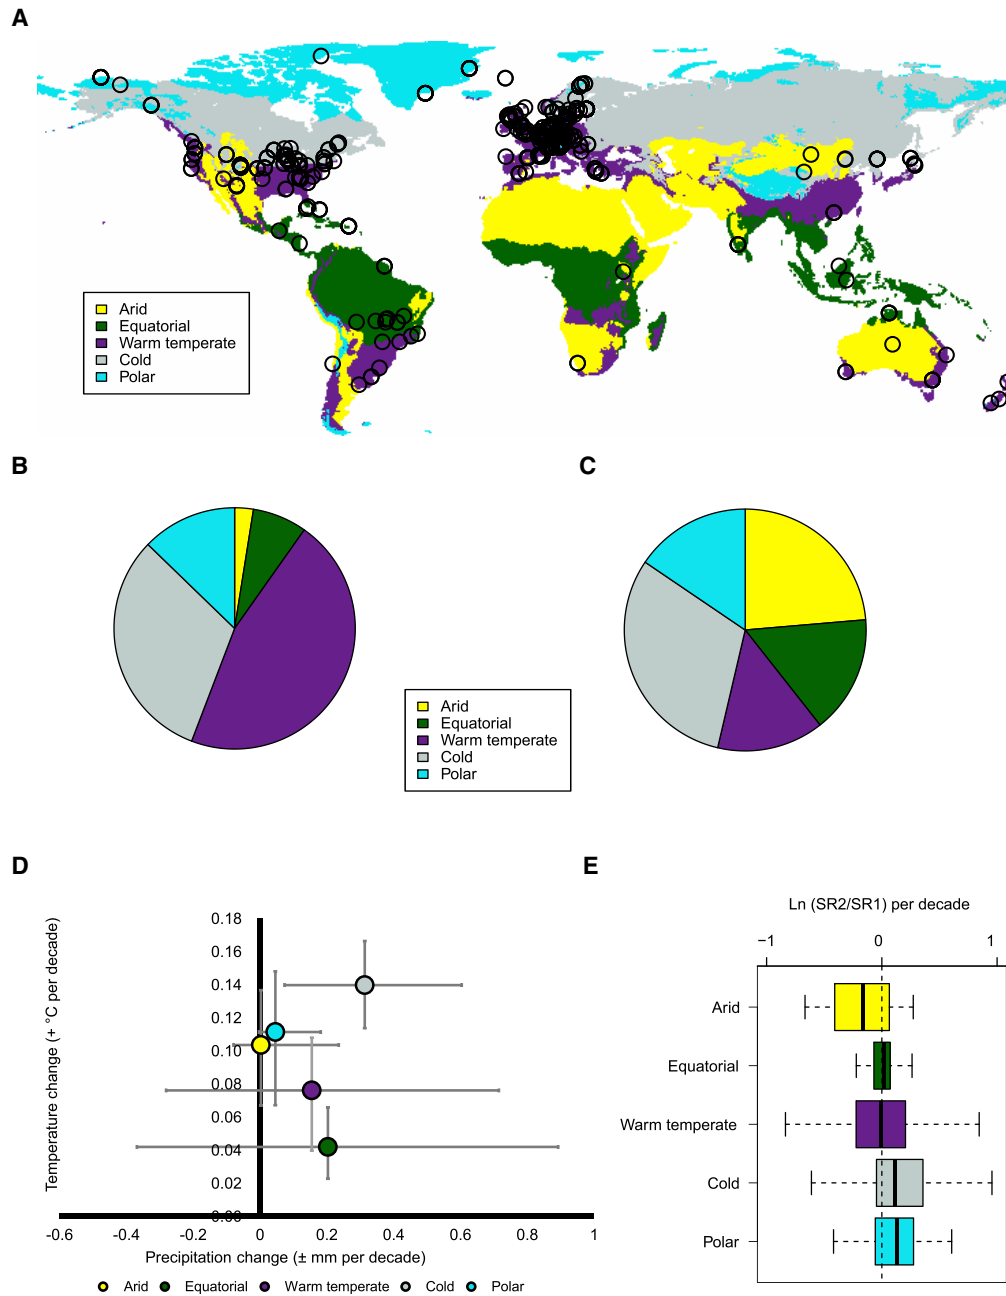 A
Arid
Equatorial
Warm temperate
Cold
Polar
B
C
Arid
Equatorial
Warm temperate
Cold
Polar
D
Temperature change (+ °C per decade)
0.18
0.16
0.14
0.12
0.10
0.08
0.06
0.04
0.02
0.00
-0.6 -0.4 -0.2 0 0.2 0.4 0.6 0.8 1
Precipitation change (± mm per decade)
Arid Equatorial Warm temperate Cold Polar
E
Ln (SR2/SR1) per decade
−1 0 1
Arid
Equatorial
Warm temperate
Cold
Polar